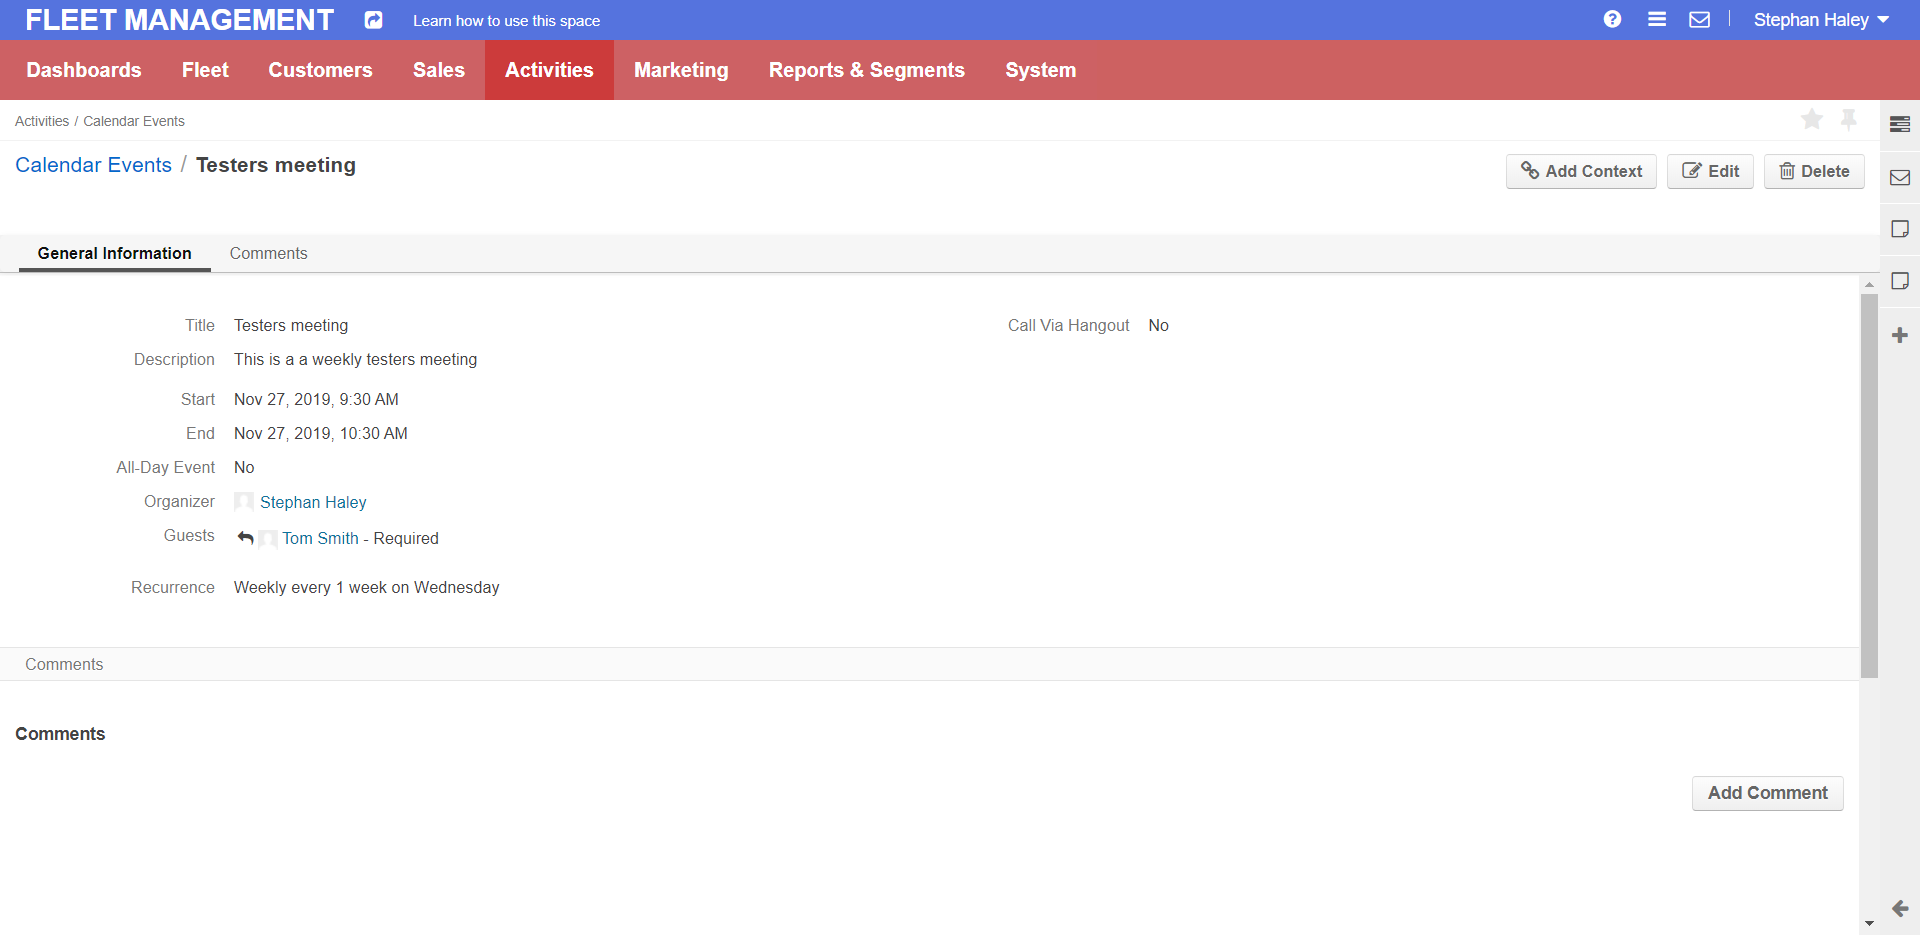 FLEET MANAGEMENT Learn how to use this space Stephan Haley
Dashboards Fleet Customers Sales Activities Marketing Reports & Segments System
Activities / Calendar Events
Calendar Events / Testers meeting
Add Context Edit Delete
General Information Comments
Title Testers meeting Call Via Hangout No
Description This is a a weekly testers meeting
Start Nov 27, 2019, 9:30 AM
End Nov 27, 2019, 10:30 AM
All-Day Event No
Organizer Stephan Haley
Guests Tom Smith - Required
Recurrence Weekly every 1 week on Wednesday
Comments
Comments
Add Comment